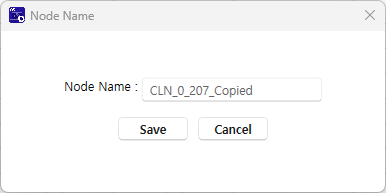 Node Name
Node Name : CLN_0_207_Copied
Save Cancel